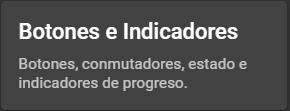 Botones e Indicadores
Botones, conmutadores, estado e
indicadores de progreso.